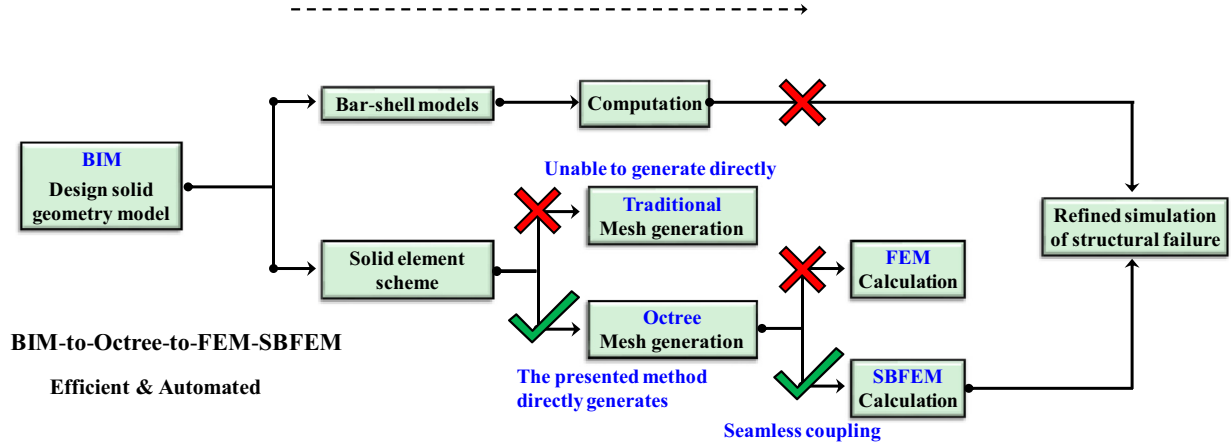 Bar-shell models
Computation
BIM
Design solid
geometry model
Unable to generate directly
Traditional
Mesh generation
Refined simulation
of structural failure
Solid element
scheme
FEM
Calculation
Octree
Mesh generation
BIM-to-Octree-to-FEM-SBFEM
Efficient & Automated
The presented method
directly generates
SBFEM
Calculation
Seamless coupling